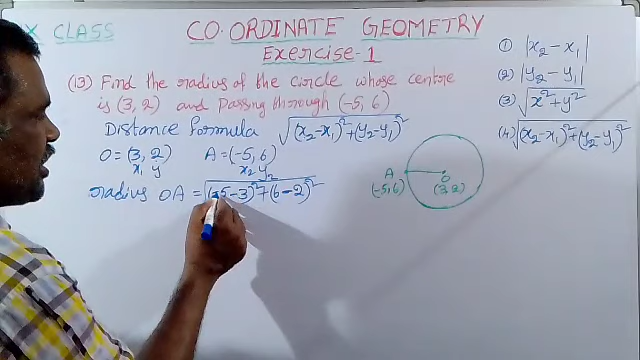 X CLASS
CO-ORDINATE GEOMETRY
Exercise-1
(13) Find the radius of the circle whose centre
is (3, 2) and passing thorough (-5, 6)
Distance Formula √(x₂-x₁)²+(y₂-y₁)²
O = (3, 2) A = (-5, 6)
x₁ y x₂ y₂
radius OA = √(-5-3)²+(6-2)²
A
(-5,6)
O
(3,2)
① |x₂-x₁|
(2) |y₂-y₁|
(3) √x²+y²
(4) √(x₂-x₁)²+(y₂-y₁)²